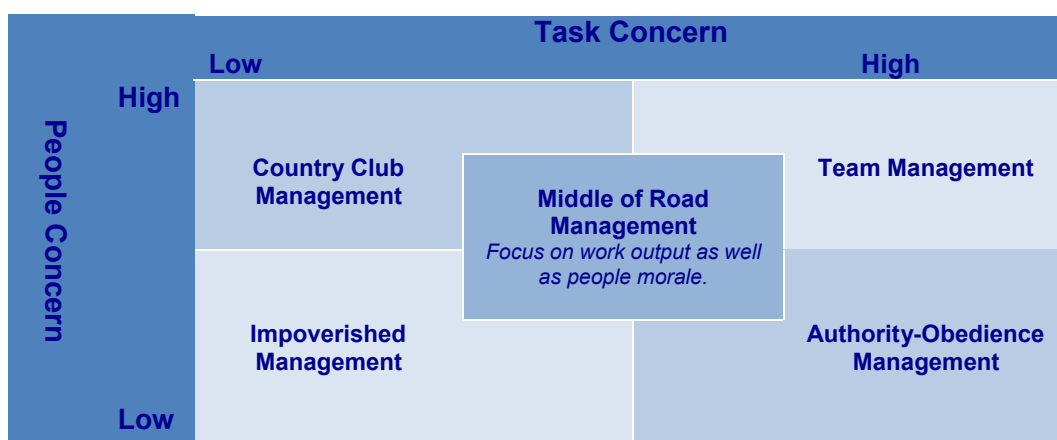 Task Concern
Low High
High
People Concern
Country Club
Management
Team Management
Middle of Road
Management
Focus on work output as well
as people morale.
Impoverished
Management
Authority-Obedience
Management
Low